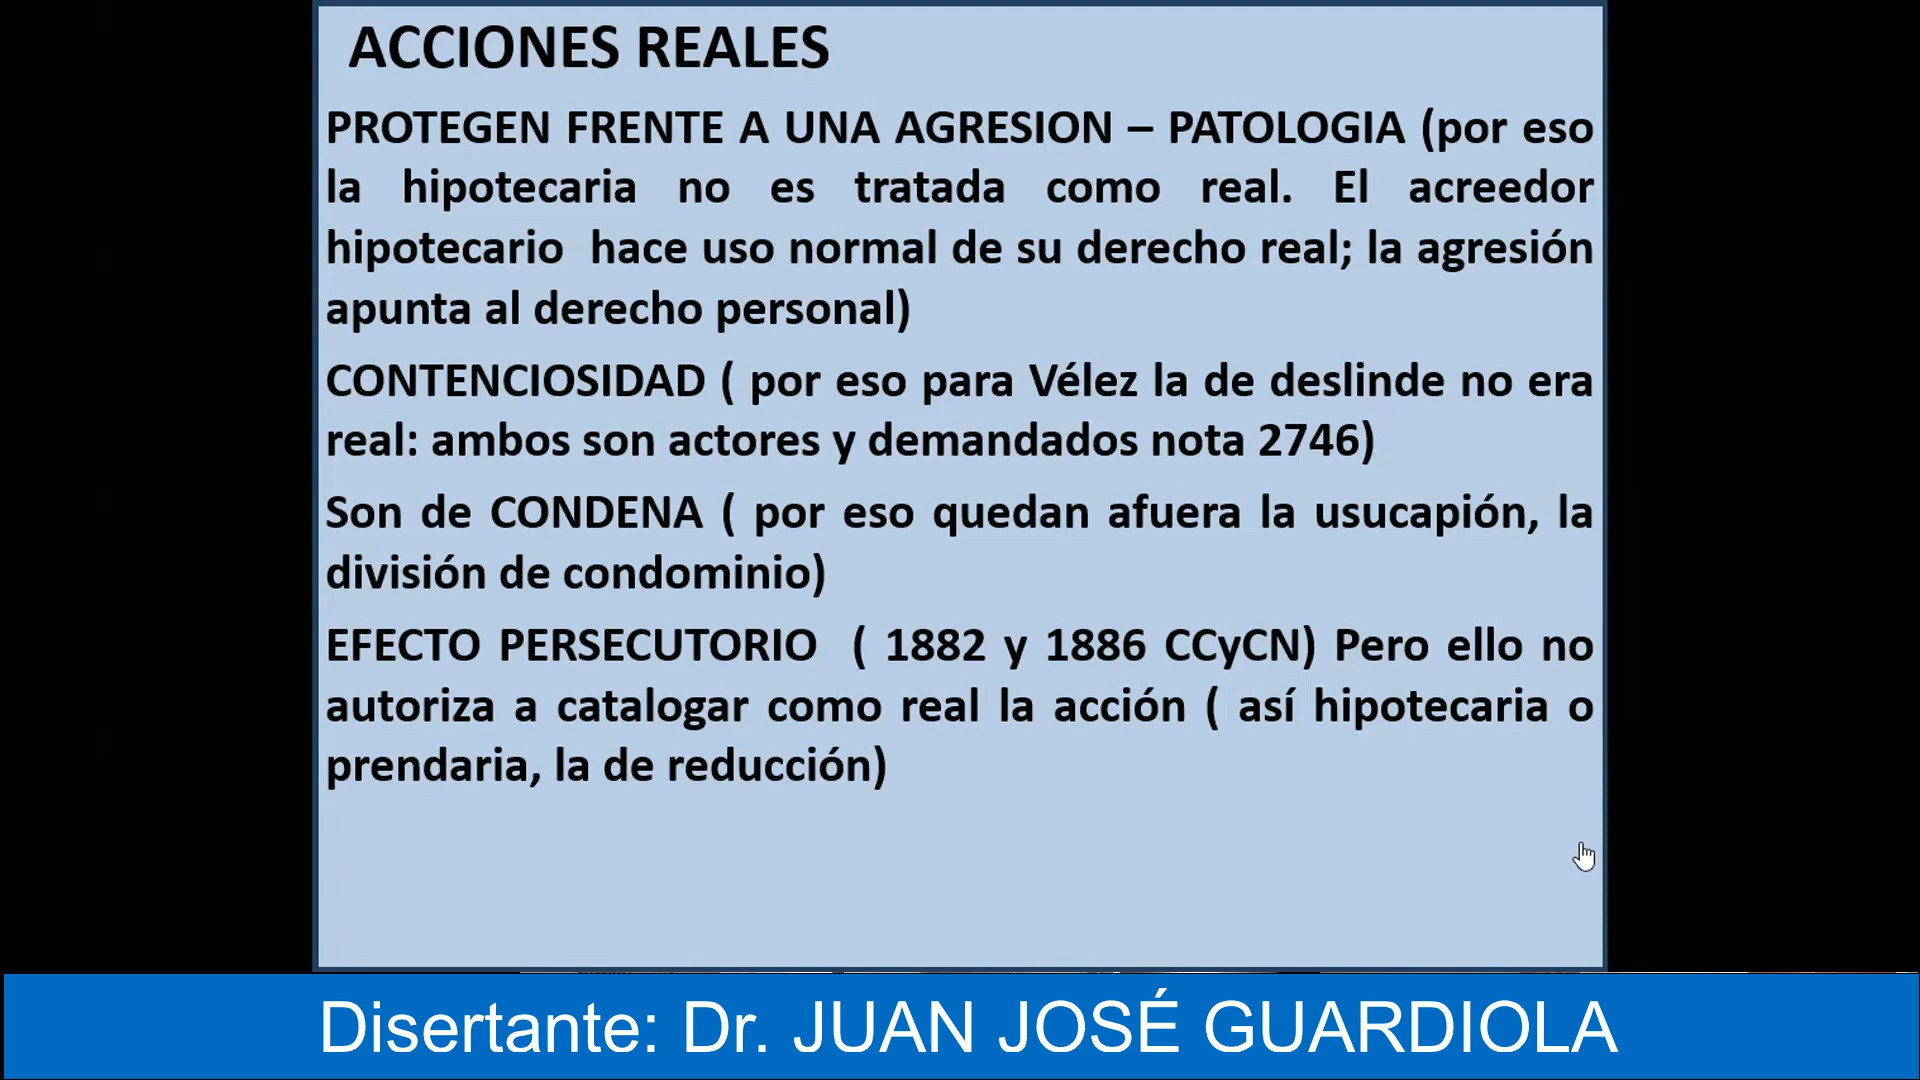 ACCIONES REALES
PROTEGEN FRENTE A UNA AGRESION – PATOLOGIA (por eso
la hipotecaria no es tratada como real. El acreedor
hipotecario hace uso normal de su derecho real; la agresión
apunta al derecho personal)
CONTENCIOSIDAD ( por eso para Vélez la de deslinde no era
real: ambos son actores y demandados nota 2746)
Son de CONDENA ( por eso quedan afuera la usucapión, la
división de condominio)
EFECTO PERSECUTORIO ( 1882 y 1886 CCyCN) Pero ello no
autoriza a catalogar como real la acción ( así hipotecaria o
prendaria, la de reducción)
Disertante: Dr. JUAN JOSÉ GUARDIOLA